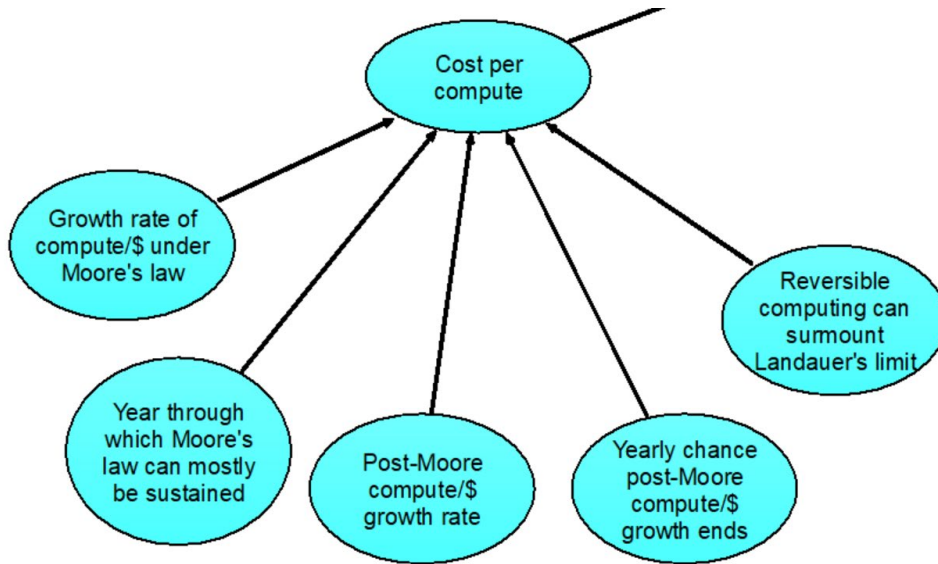 Cost per
compute
Growth rate of
compute/$ under
Moore's law
Reversible
computing can
surmount
Landauer's limit
Year through
which Moore's
law can mostly
be sustained
Post-Moore
compute/$
growth rate
Yearly chance
post-Moore
compute/$
growth ends